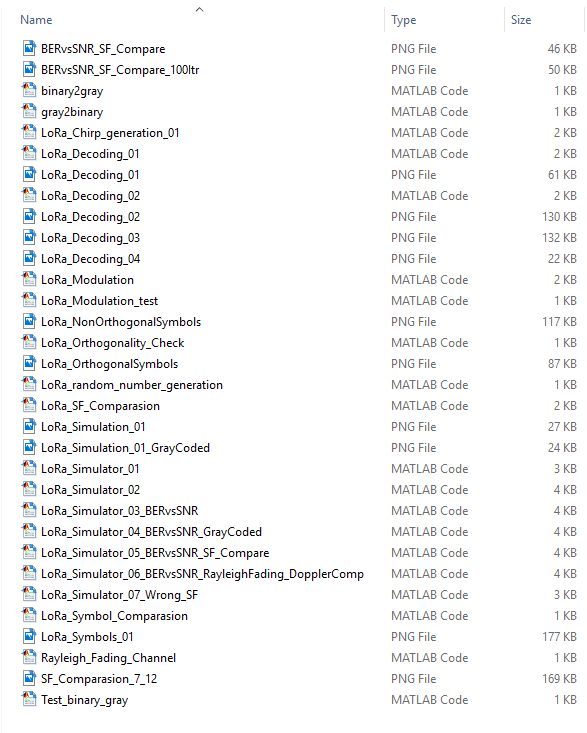 Name Type Size
BERvsSNR_SF_Compare PNG File 46 KB
BERvsSNR_SF_Compare_100Itr PNG File 50 KB
binary2gray MATLAB Code 1 KB
gray2binary MATLAB Code 1 KB
LoRa_Chirp_generation_01 MATLAB Code 2 KB
LoRa_Decoding_01 MATLAB Code 2 KB
LoRa_Decoding_01 PNG File 61 KB
LoRa_Decoding_02 MATLAB Code 2 KB
LoRa_Decoding_02 PNG File 130 KB
LoRa_Decoding_03 PNG File 132 KB
LoRa_Decoding_04 PNG File 22 KB
LoRa_Modulation MATLAB Code 2 KB
LoRa_Modulation_test MATLAB Code 1 KB
LoRa_NonOrthogonalSymbols PNG File 117 KB
LoRa_Orthogonality_Check MATLAB Code 1 KB
LoRa_OrthogonalSymbols PNG File 87 KB
LoRa_random_number_generation MATLAB Code 1 KB
LoRa_SF_Comparasion MATLAB Code 2 KB
LoRa_Simulation_01 PNG File 27 KB
LoRa_Simulation_01_GrayCoded PNG File 24 KB
LoRa_Simulator_01 MATLAB Code 3 KB
LoRa_Simulator_02 MATLAB Code 4 KB
LoRa_Simulator_03_BERvsSNR MATLAB Code 4 KB
LoRa_Simulator_04_BERvsSNR_GrayCoded MATLAB Code 4 KB
LoRa_Simulator_05_BERvsSNR_SF_Compare MATLAB Code 4 KB
LoRa_Simulator_06_BERvsSNR_RayleighFading_DopplerComp MATLAB Code 4 KB
LoRa_Simulator_07_Wrong_SF MATLAB Code 3 KB
LoRa_Symbol_Comparasion MATLAB Code 1 KB
LoRa_Symbols_01 PNG File 177 KB
Rayleigh_Fading_Channel MATLAB Code 1 KB
SF_Comparasion_7_12 PNG File 169 KB
Test_binary_gray MATLAB Code 1 KB